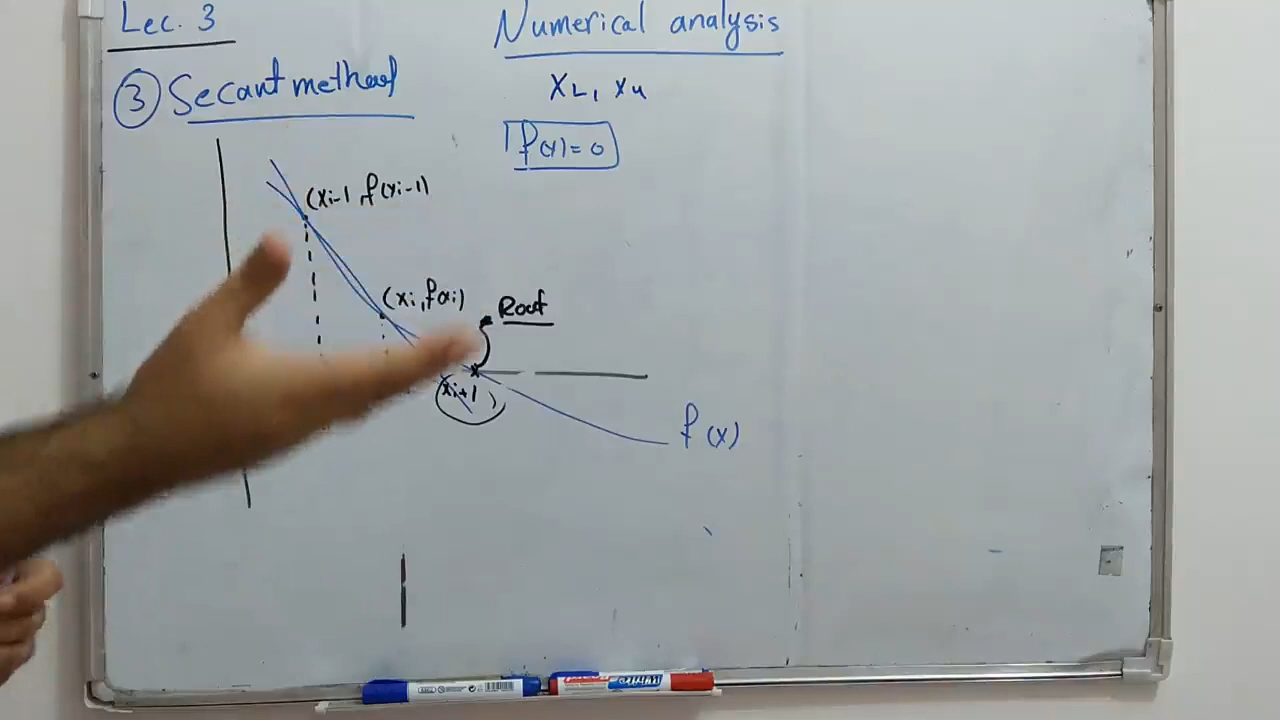 Lec. 3
Numerical analysis
③ Secant method
XL, Xu
f(x)=0
(xi-1, f(xi-1)
(xi, f(xi)
Root
xi+1
f(x)